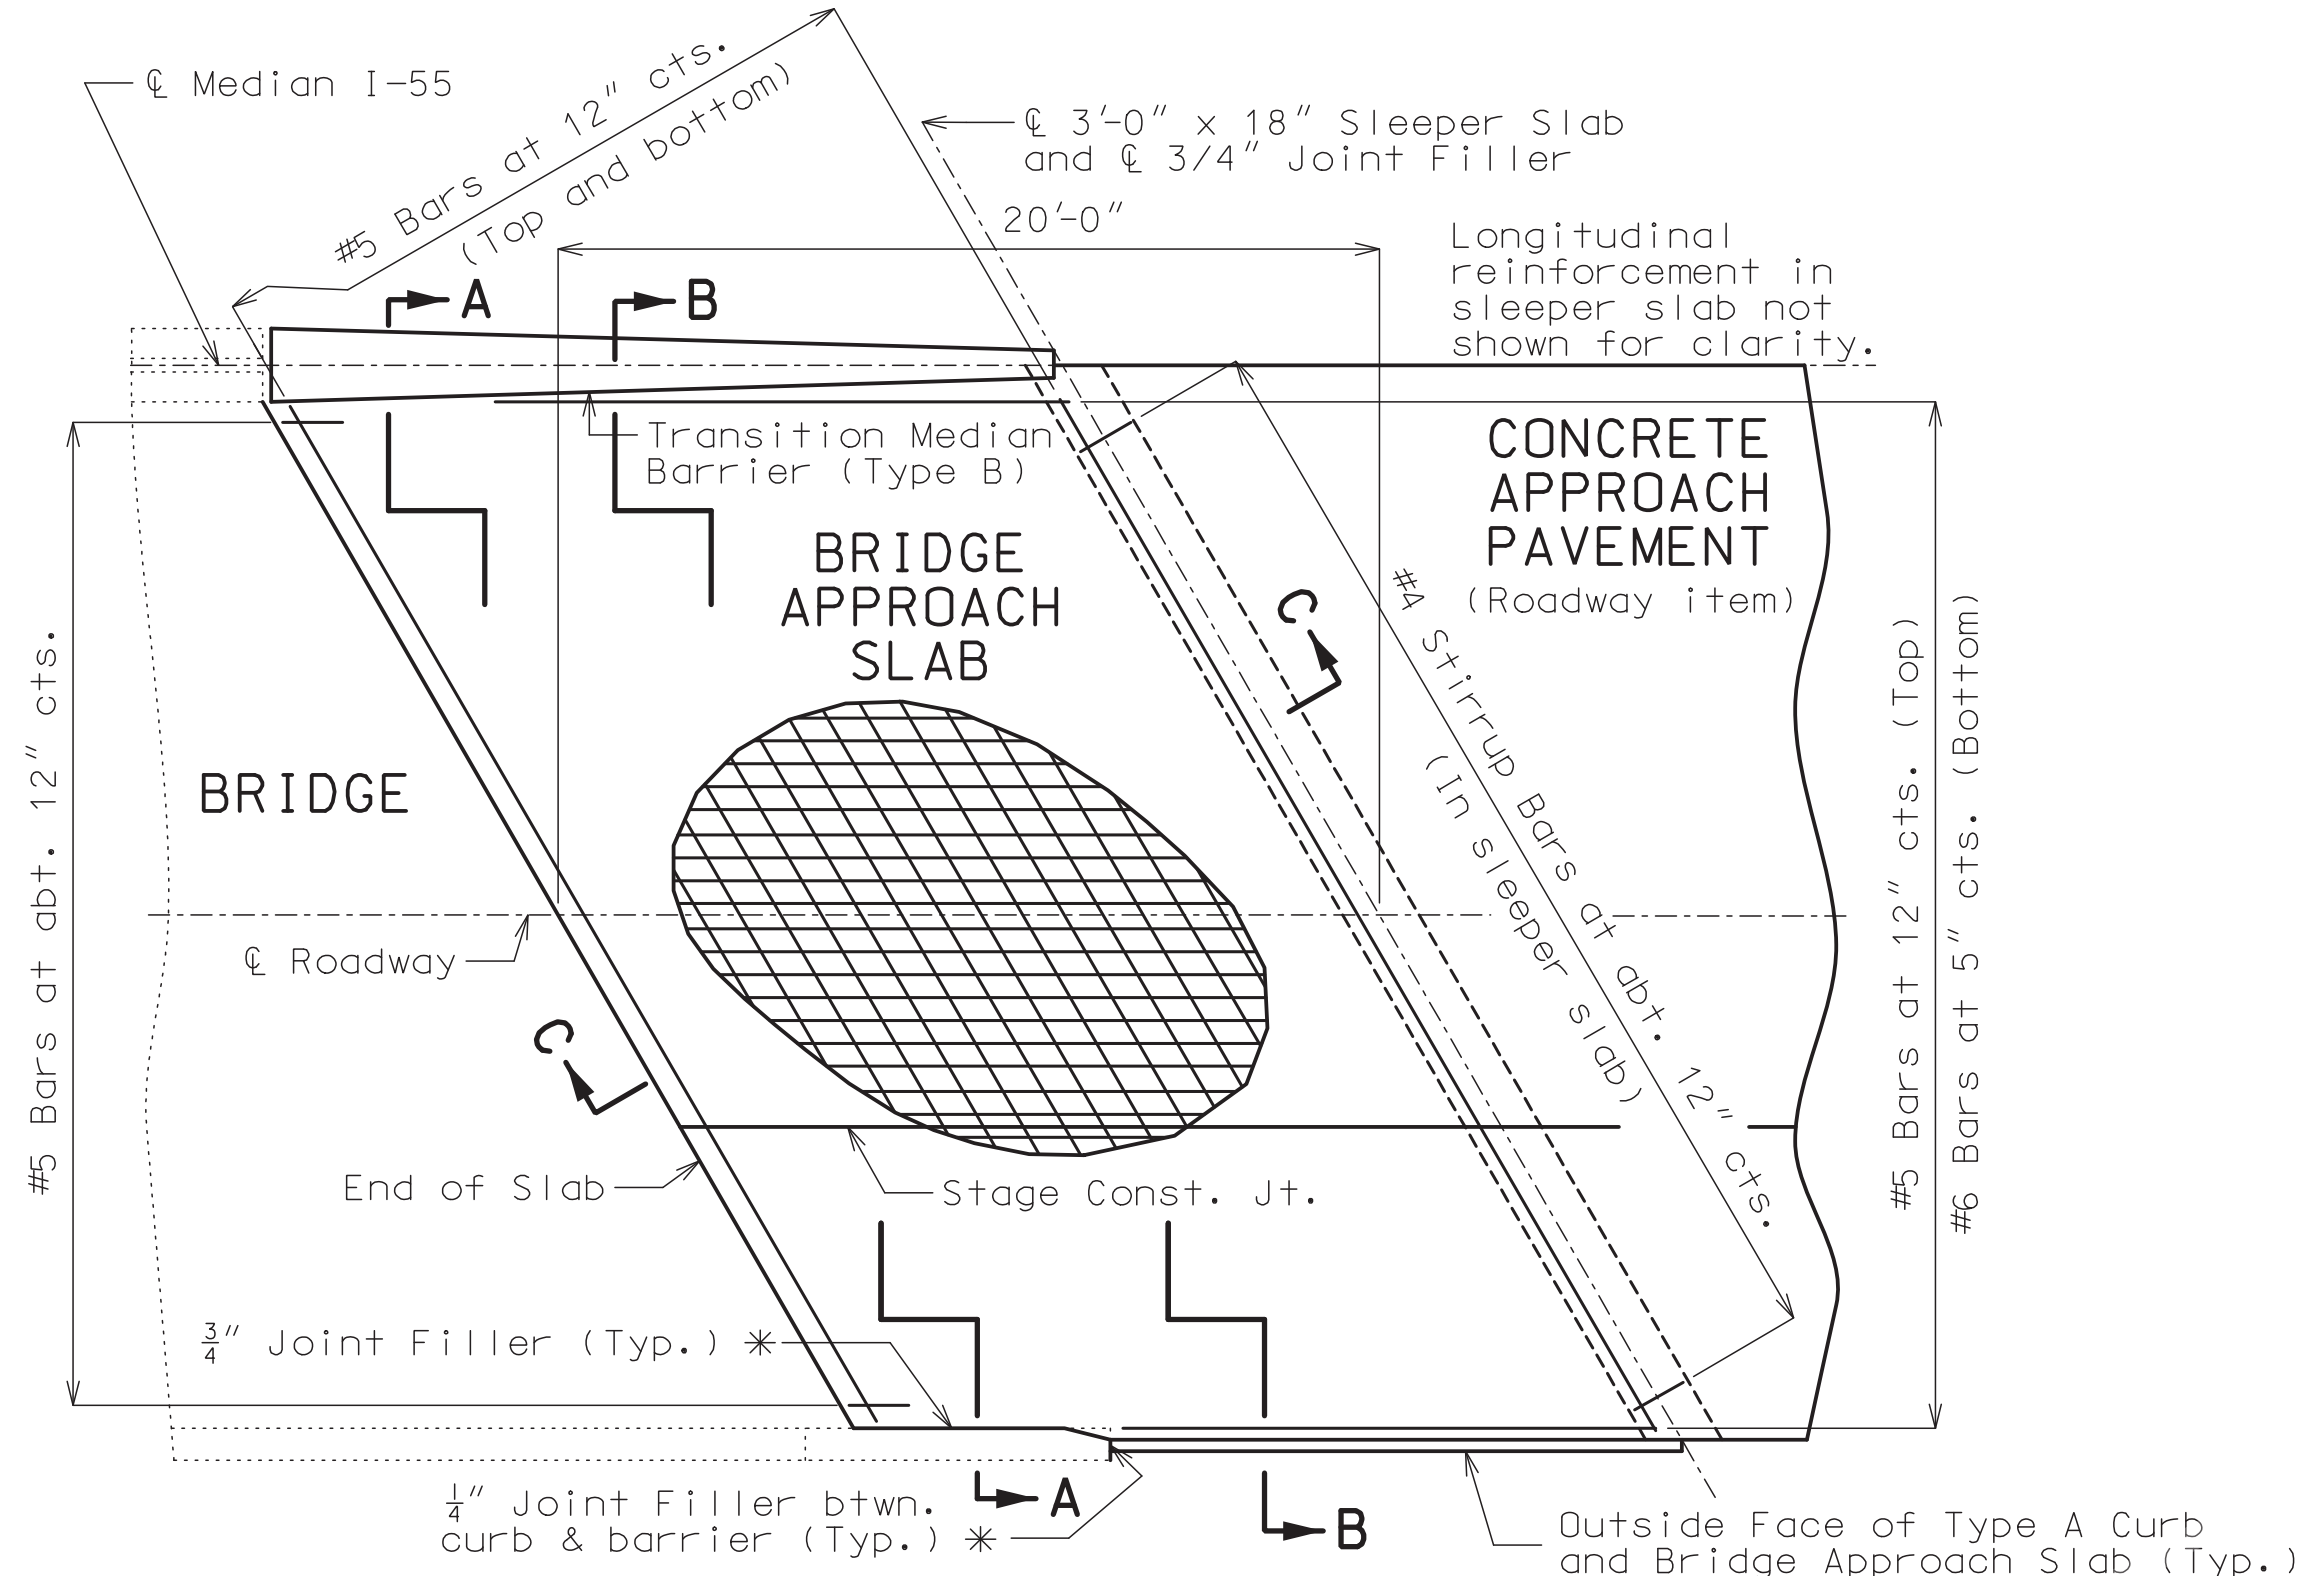 ℄ Median I-55
#5 Bars at 12" cts.
(Top and bottom)
℄ 3'-0" x 18" Sleeper Slab
and ℄ 3/4" Joint Filler
20'-0"
Longitudinal
reinforcement in
sleeper slab not
shown for clarity.
A
B
Transition Median
Barrier (Type B)
CONCRETE
APPROACH
PAVEMENT
(Roadway item)
BRIDGE
APPROACH
SLAB
C
#4 Stirrup Bars at abt. 12" cts.
(In sleeper slab)
#5 Bars at abt. 12" cts.
#5 Bars at 12" cts. (Top)
#6 Bars at 5" cts. (Bottom)
BRIDGE
℄ Roadway
C
End of Slab
Stage Const. Jt.
3/4" Joint Filler (Typ.) *
1/4" Joint Filler btwn.
curb & barrier (Typ.) *
A
B
Outside Face of Type A Curb
and Bridge Approach Slab (Typ.)